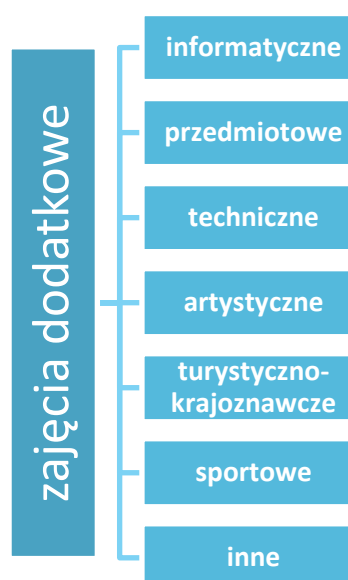 zajęcia dodatkowe
informatyczne
przedmiotowe
techniczne
artystyczne
turystyczno-
krajoznawcze
sportowe
inne